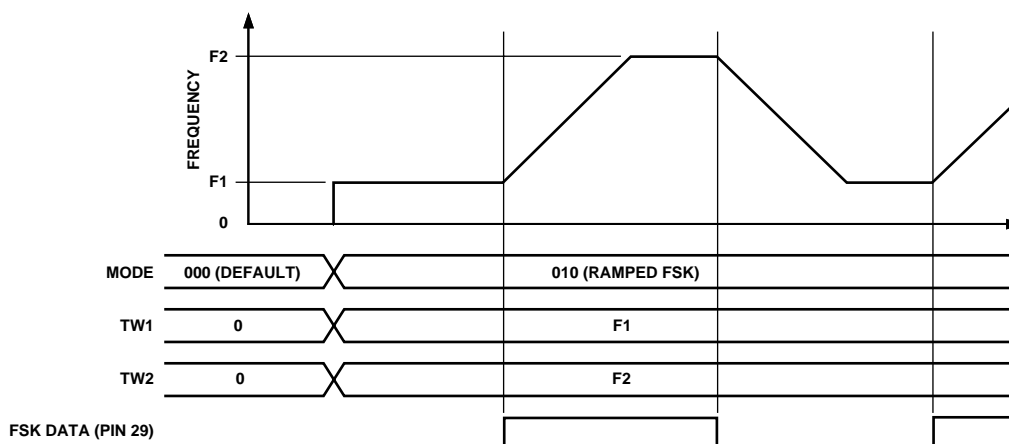 F2
FREQUENCY
F1
0
MODE 000 (DEFAULT) 010 (RAMPED FSK)
TW1 0 F1
TW2 0 F2
FSK DATA (PIN 29)